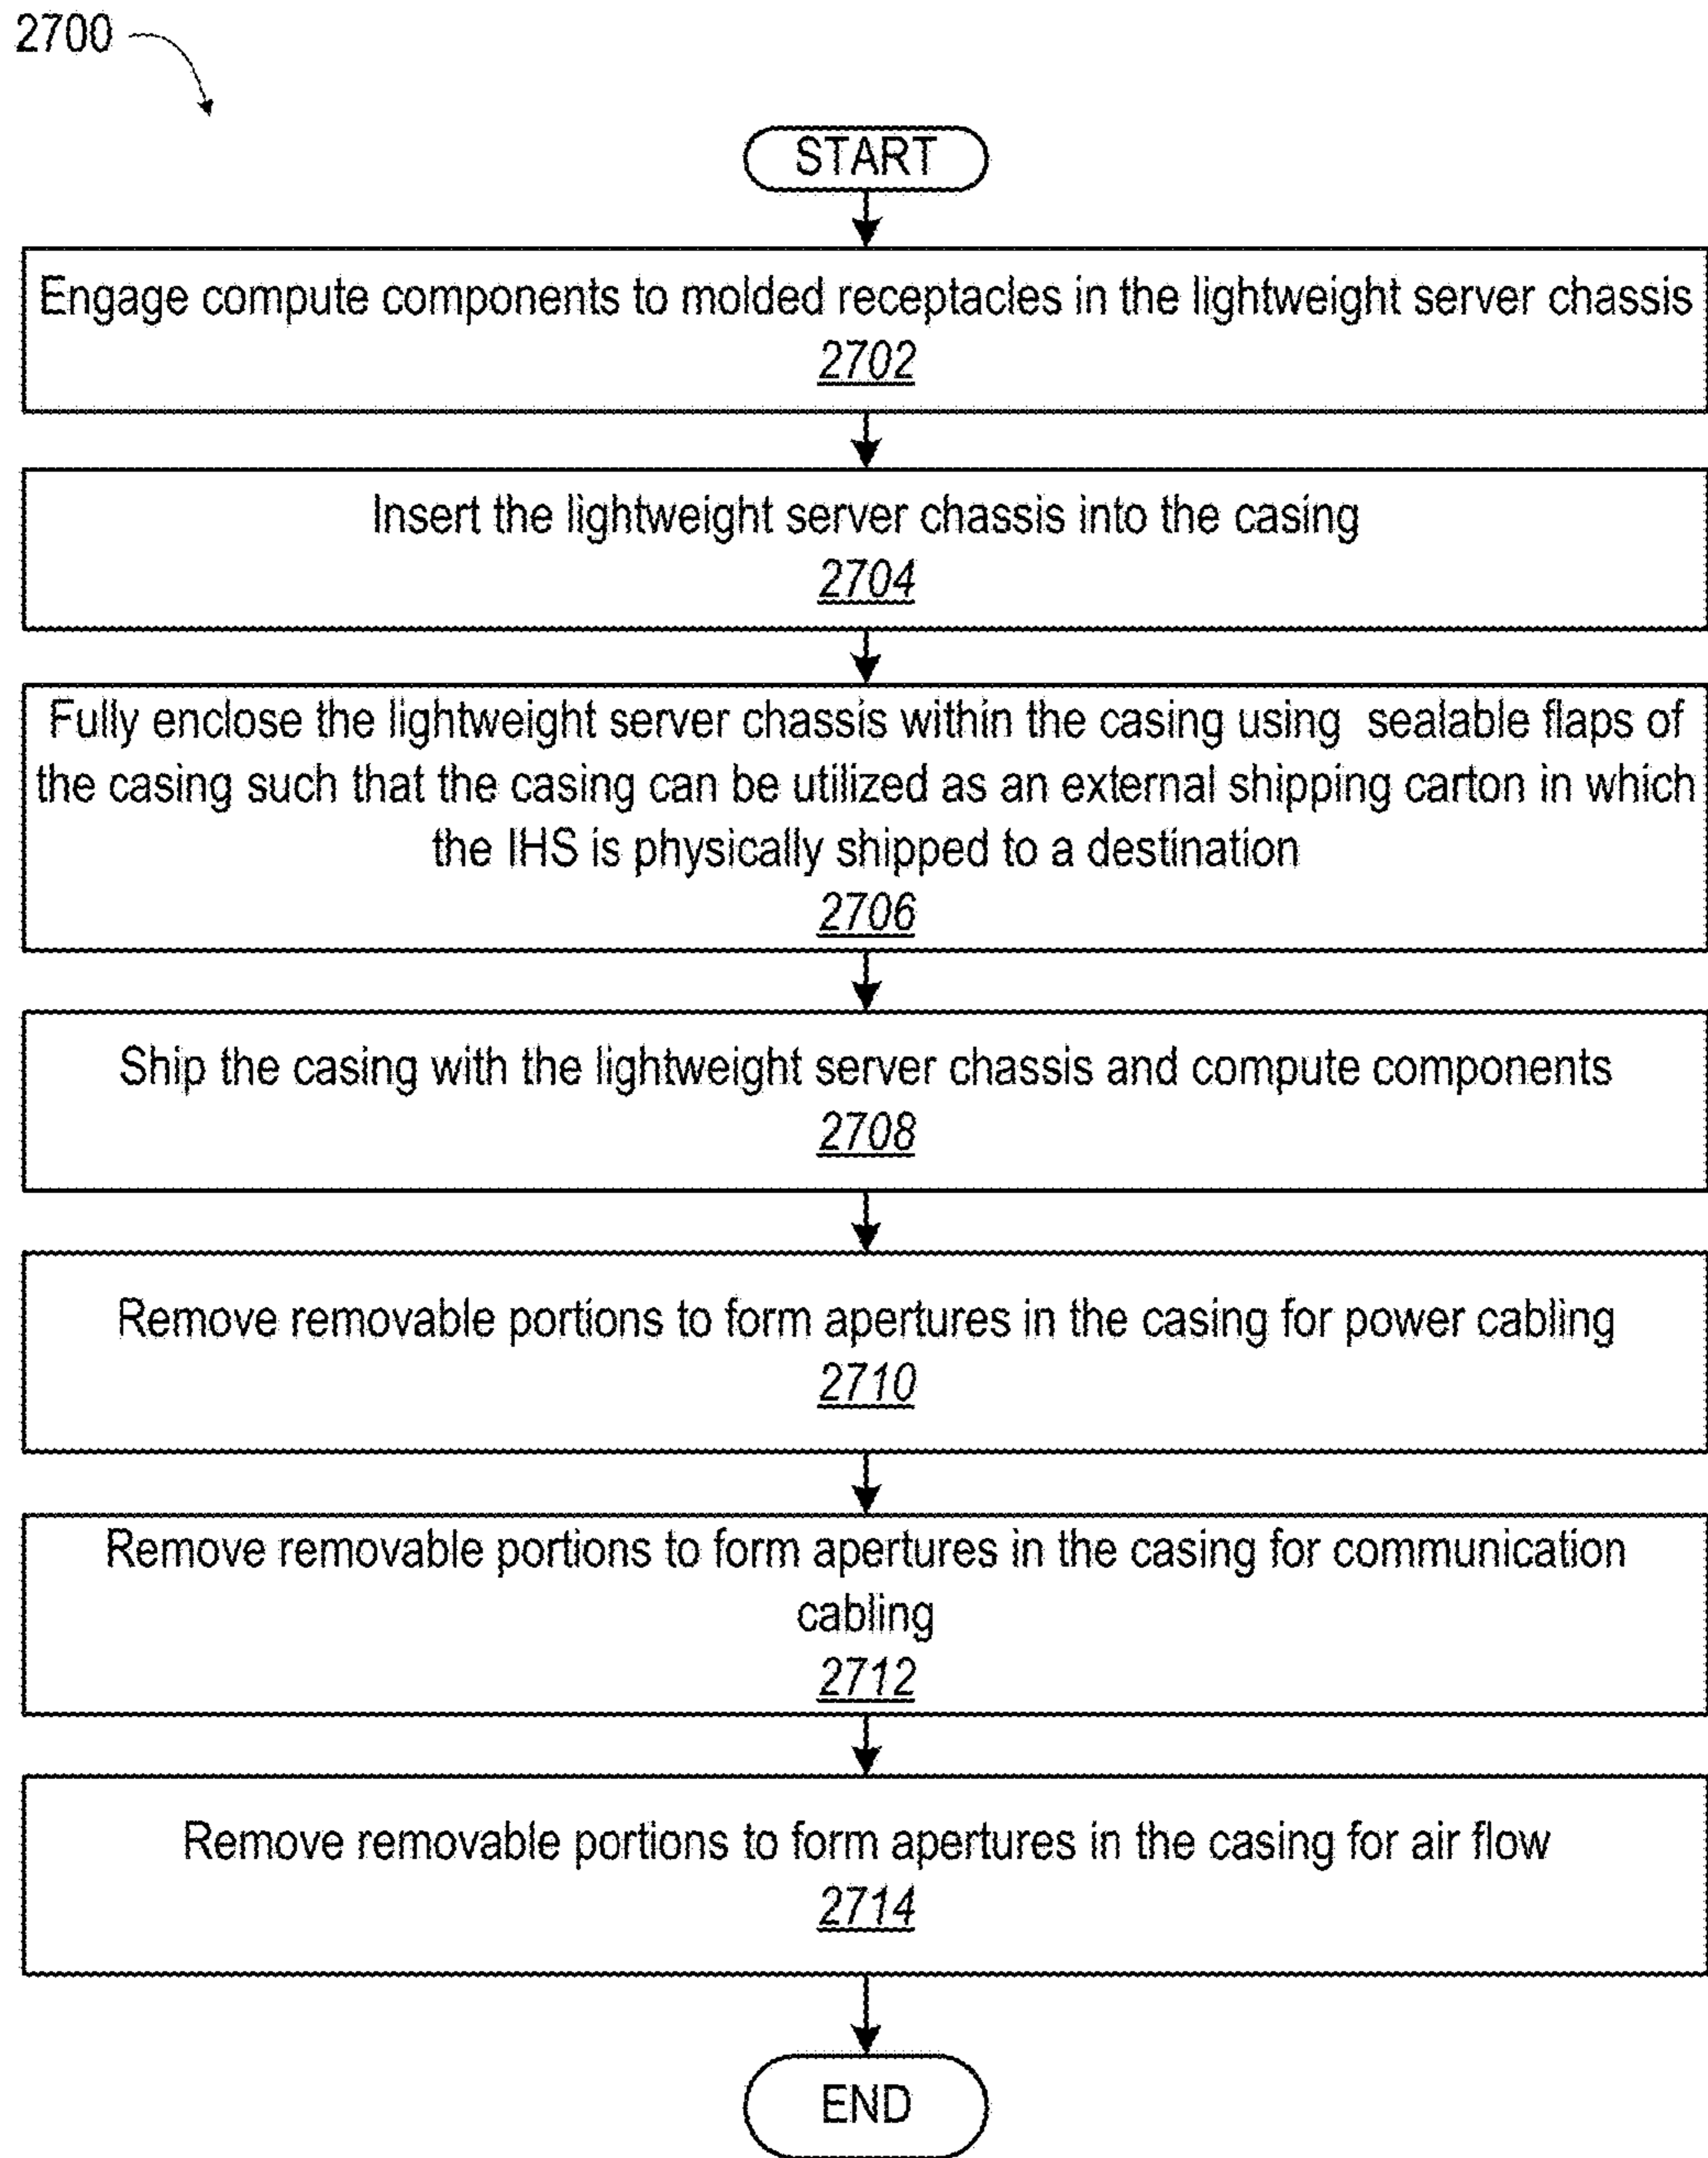 2700
START
Engage compute components to molded receptacles in the lightweight server chassis
2702
Insert the lightweight server chassis into the casing
2704
Fully enclose the lightweight server chassis within the casing using sealable flaps of
the casing such that the casing can be utilized as an external shipping carton in which
the IHS is physically shipped to a destination
2706
Ship the casing with the lightweight server chassis and compute components
2708
Remove removable portions to form apertures in the casing for power cabling
2710
Remove removable portions to form apertures in the casing for communication
cabling
2712
Remove removable portions to form apertures in the casing for air flow
2714
END